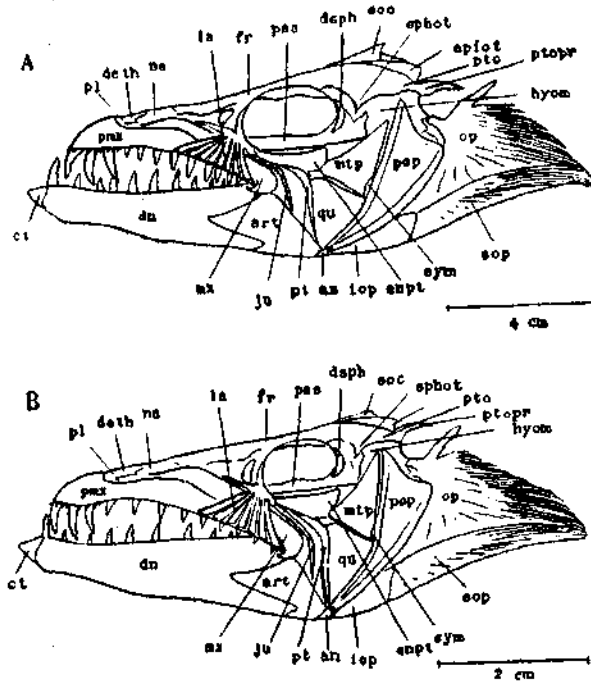 A
la fr pas dsph soc sphot epiot pto ptopr
pl deth na hyom
pmx mtp pop op
ct dn art qu
mx ju pt an iop enpt sym sop
4 cm
B
la fr pas dsph soc sphot pto ptopr hyom
pl deth na
pmx mtp pop op
ct dn art qu
mx ju pt an iop enpt sym sop
2 cm